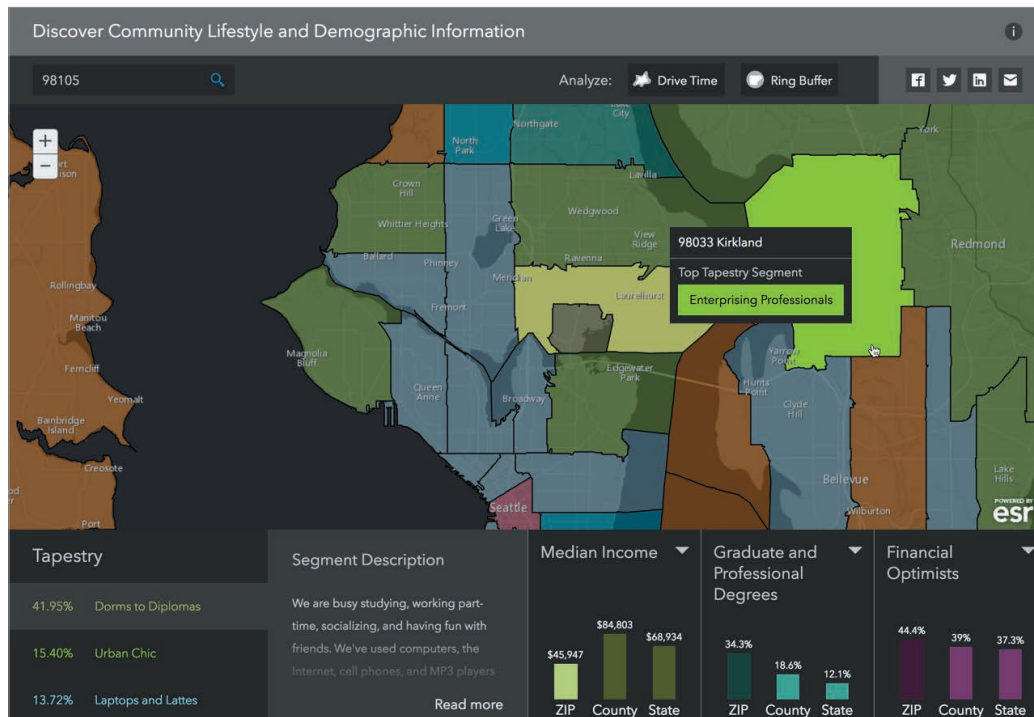 Discover Community Lifestyle and Demographic Information
i
98105
Analyze:
Drive Time
Ring Buffer
City
York
North
Park
Northgate
Lavilla
Crown
Hill
Whittier Heights
Green
Lake
Wedgwood
View
Ridge
Ravenna
Ballard
Phinney
Meridian
Laurelhurst
98033 Kirkland
Top Tapestry Segment
Enterprising Professionals
Redmond
Rollingbay
Manitou
Beach
Ferncliff
Yeomalt
Bainbridge
Island
Creosote
Port
Fremont
Magnolia
Bluff
Queen
Anne
Broadway
Edgewater
Park
Yarrow
Point
Hunts
Point
Clyde
Hill
Bellevue
Wilburton
Lake
Hills
Seattle
POWERED BY
esri
Tapestry
41.95% Dorms to Diplomas
15.40% Urban Chic
13.72% Laptops and Lattes
Segment Description
We are busy studying, working part-
time, socializing, and having fun with
friends. We've used computers, the
Internet, cell phones, and MP3 players
Read more
Median Income
$45,947
$84,803
$68,934
ZIP County State
Graduate and
Professional
Degrees
34.3%
18.6%
12.1%
ZIP County State
Financial
Optimists
44.4%
39%
37.3%
ZIP County State